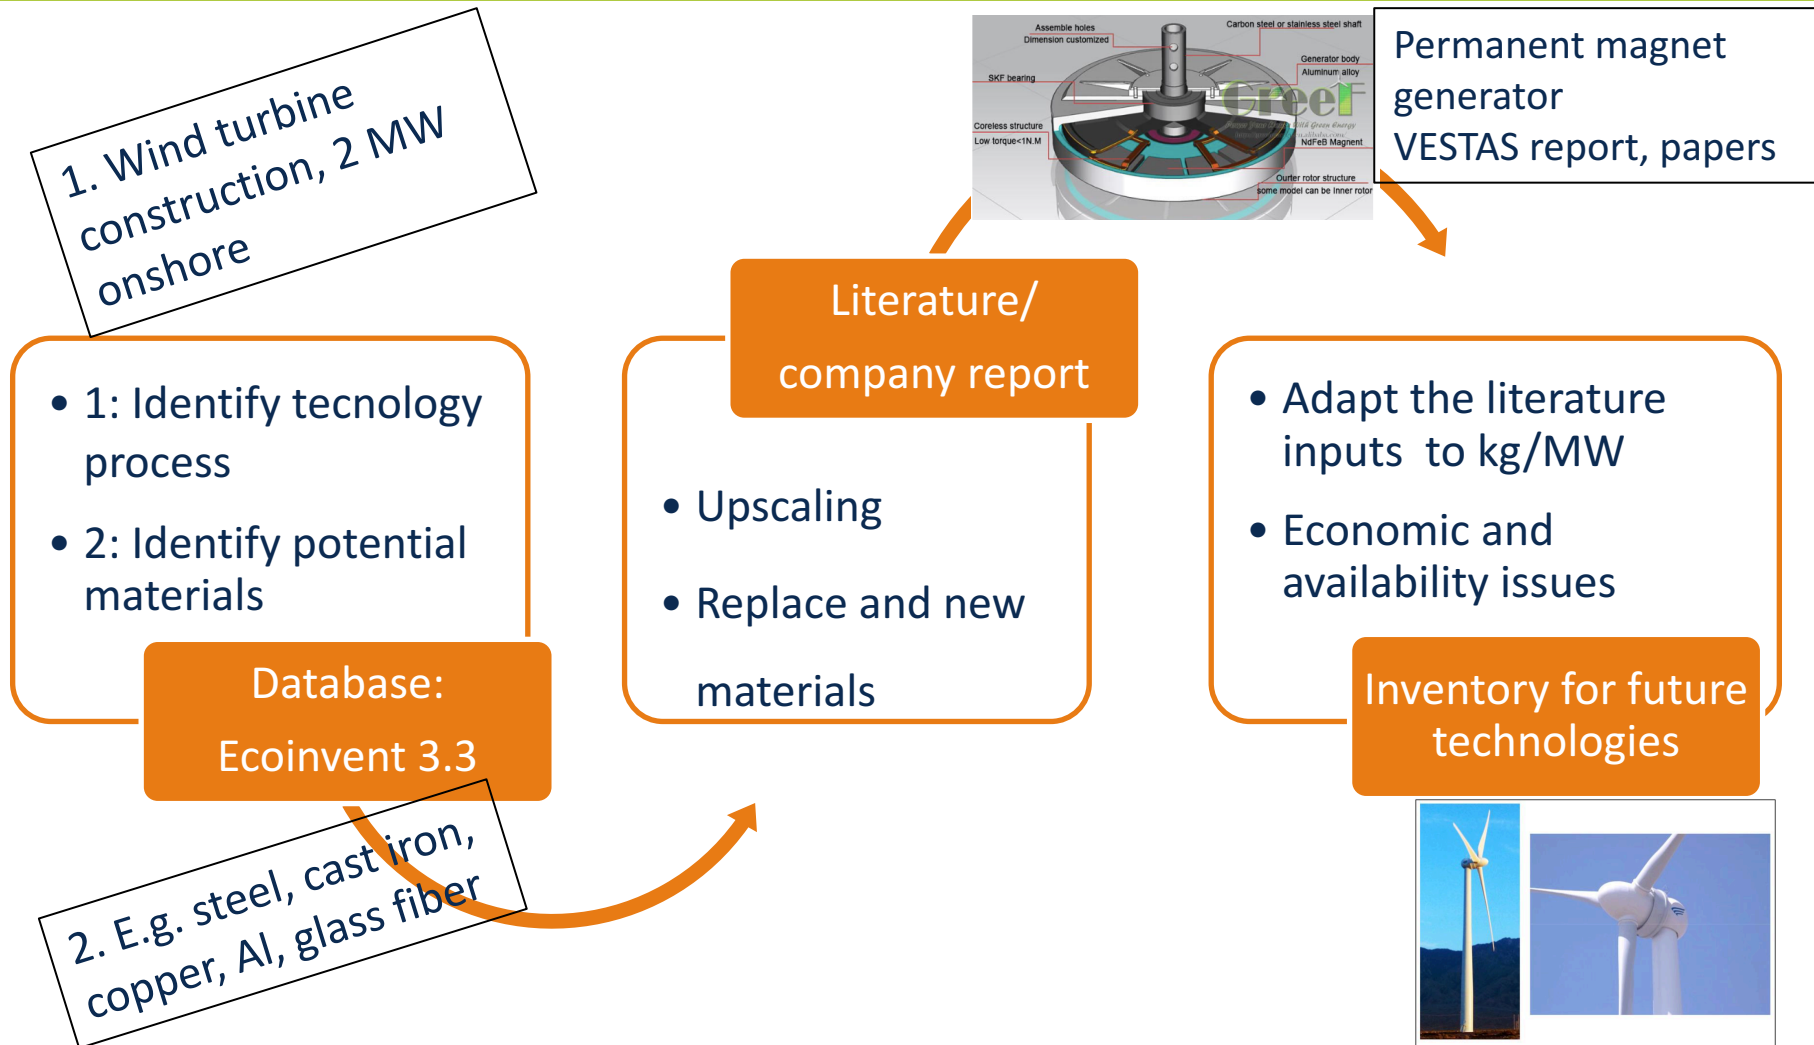 1. Wind turbine
construction, 2 MW
onshore
• 1: Identify tecnology
process
• 2: Identify potential
materials
Database:
Ecoinvent 3.3
2. E.g. steel, cast iron,
copper, Al, glass fiber
Literature/
company report
• Upscaling
• Replace and new
materials
Assemble holes
Dimension customized
SKF bearing
Coreless structure
Low torque<1N.M
Carbon steel or stainless steel shaft
Generator body
Aluminum alloy
GreeF
NdFeB Magnent
Ourter rotor structure
some model can be Inner rotor
Permanent magnet
generator
VESTAS report, papers
• Adapt the literature
inputs to kg/MW
• Economic and
availability issues
Inventory for future
technologies